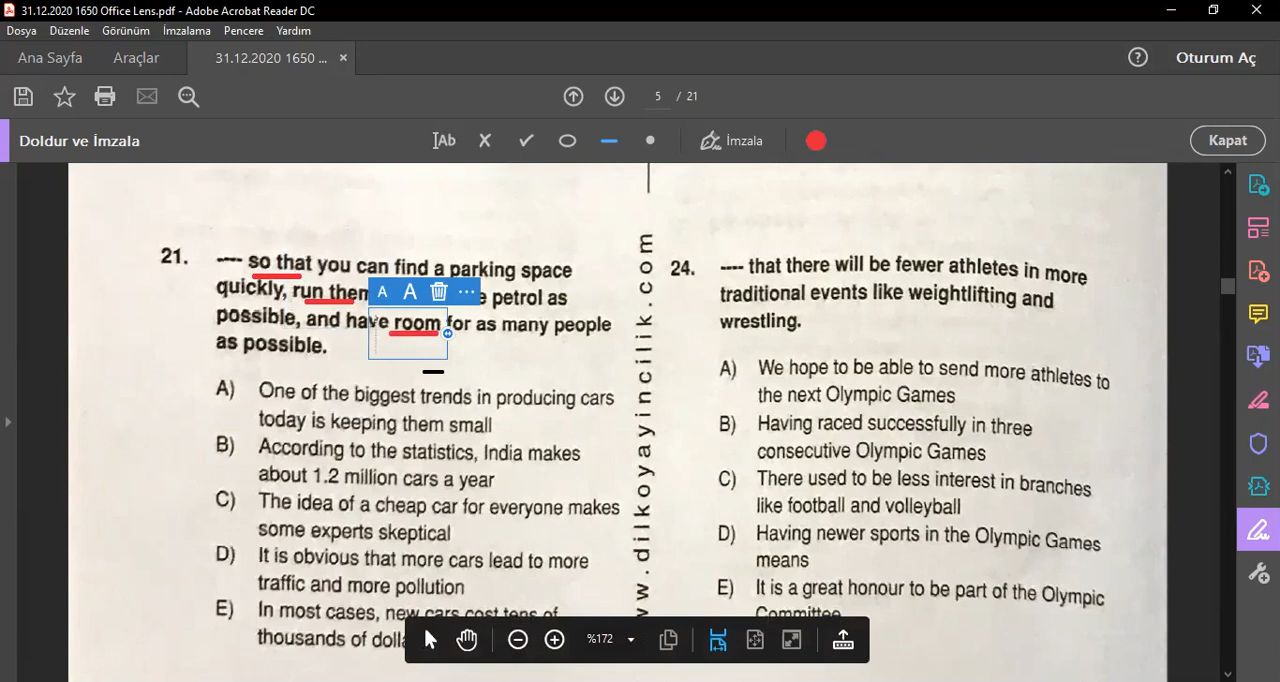 31.12.2020 1650 Office Lens.pdf - Adobe Acrobat Reader DC
Dosya Düzenle Görünüm İmzalama Pencere Yardım
Ana Sayfa Araçlar 31.12.2020 1650 ... × ? Oturum Aç
5 / 21
Doldur ve İmzala Ab İmzala Kapat
21. ---- so that you can find a parking space
quickly, run them petrol as
possible, and have room for as many people
as possible.
A) One of the biggest trends in producing cars
today is keeping them small
B) According to the statistics, India makes
about 1.2 million cars a year
C) The idea of a cheap car for everyone makes
some experts skeptical
D) It is obvious that more cars lead to more
traffic and more pollution
E) In most cases, new cars cost tens of
thousands of
A A ...
w.dilkoyayincilik.com
24. ---- that there will be fewer athletes in more
traditional events like weightlifting and
wrestling.
A) We hope to be able to send more athletes to
the next Olympic Games
B) Having raced successfully in three
consecutive Olympic Games
C) There used to be less interest in branches
like football and volleyball
D) Having newer sports in the Olympic Games
means
E) It is a great honour to be part of the Olympic
Committee
%172